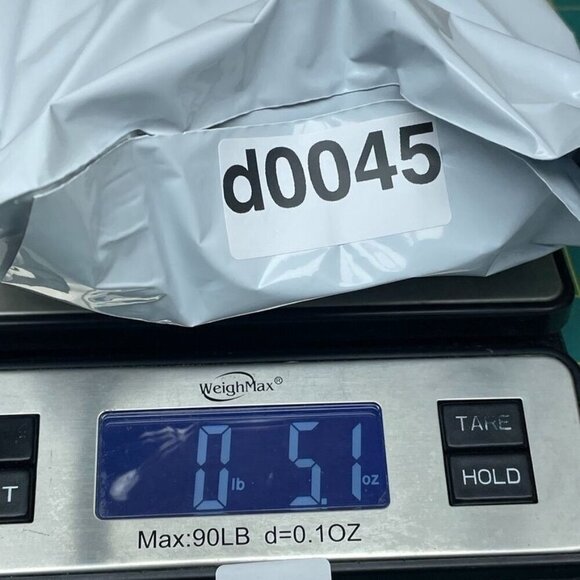 d0045
WeighMax®
0 lb 5.1 oz
TARE
HOLD
T
Max:90LB d=0.1OZ